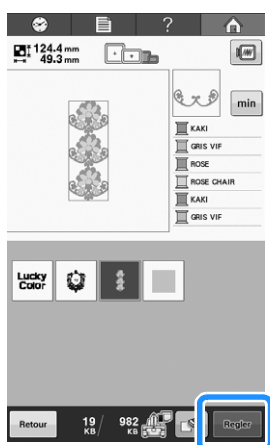 ?
124.4 mm
49.3 mm
min
KAKI
GRIS VIF
ROSE
ROSE CHAIR
KAKI
GRIS VIF
Lucky
Color
Retour
19 KB / 982 KB
Regler